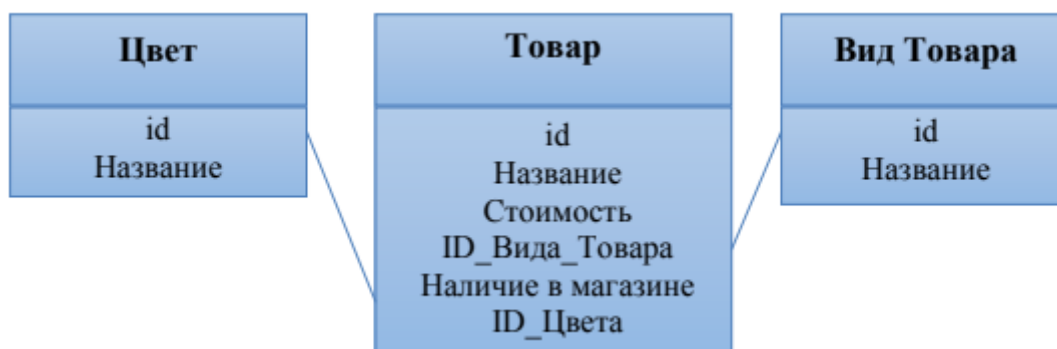 Цвет
id
Название
Товар
id
Название
Стоимость
ID_Вида_Товара
Наличие в магазине
ID_Цвета
Вид Товара
id
Название